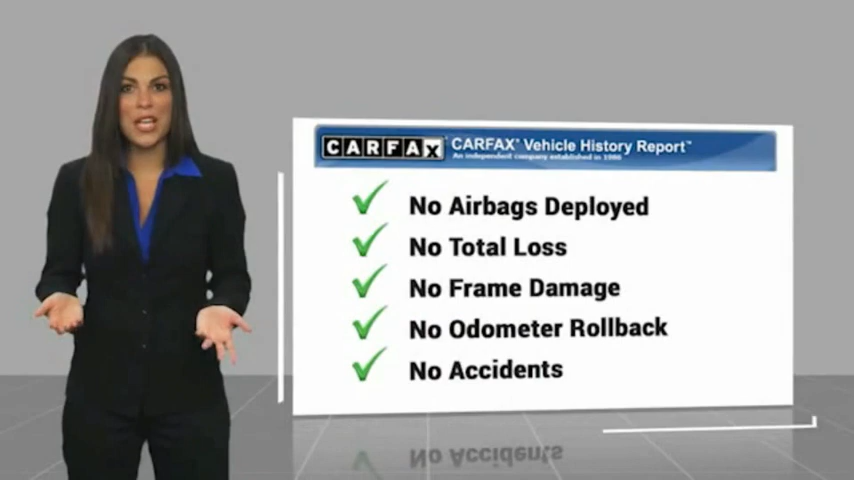 CARFAX CARFAX® Vehicle History Report™
An independent company established in 1986
No Airbags Deployed
No Total Loss
No Frame Damage
No Odometer Rollback
No Accidents
No Accidents